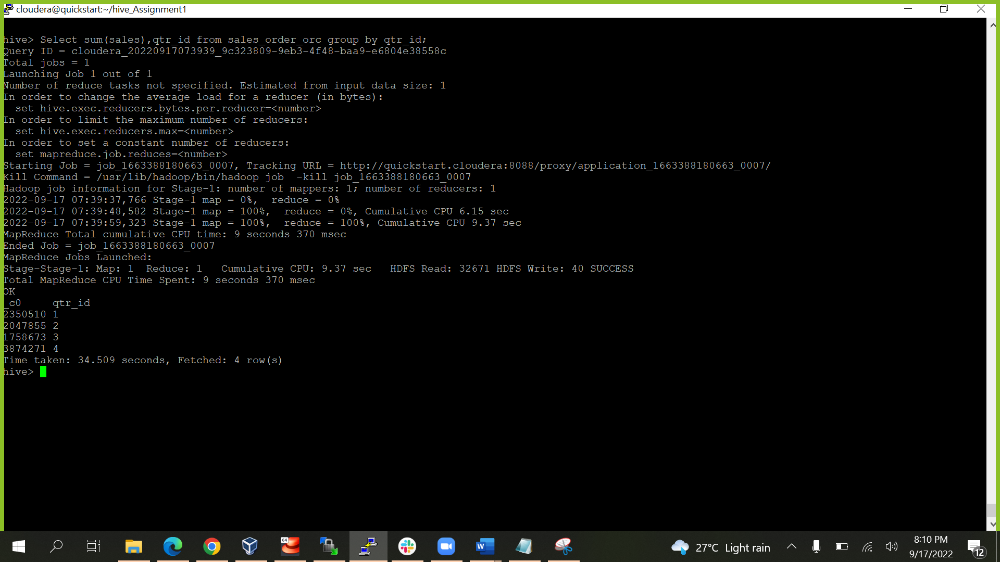 cloudera@quickstart:~/hive_Assignment1
hive> Select sum(sales),qtr_id from sales_order_orc group by qtr_id;
Query ID = cloudera_20220917073939_9c323809-9eb3-4f48-baa9-e6804e38558c
Total jobs = 1
Launching Job 1 out of 1
Number of reduce tasks not specified. Estimated from input data size: 1
In order to change the average load for a reducer (in bytes):
  set hive.exec.reducers.bytes.per.reducer=<number>
In order to limit the maximum number of reducers:
  set hive.exec.reducers.max=<number>
In order to set a constant number of reducers:
  set mapreduce.job.reduces=<number>
Starting Job = job_1663388180663_0007, Tracking URL = http://quickstart.cloudera:8088/proxy/application_1663388180663_0007/
Kill Command = /usr/lib/hadoop/bin/hadoop job  -kill job_1663388180663_0007
Hadoop job information for Stage-1: number of mappers: 1; number of reducers: 1
2022-09-17 07:39:37,766 Stage-1 map = 0%,  reduce = 0%
2022-09-17 07:39:48,582 Stage-1 map = 100%,  reduce = 0%, Cumulative CPU 6.15 sec
2022-09-17 07:39:59,323 Stage-1 map = 100%,  reduce = 100%, Cumulative CPU 9.37 sec
MapReduce Total cumulative CPU time: 9 seconds 370 msec
Ended Job = job_1663388180663_0007
MapReduce Jobs Launched:
Stage-Stage-1: Map: 1  Reduce: 1   Cumulative CPU: 9.37 sec   HDFS Read: 32671 HDFS Write: 40 SUCCESS
Total MapReduce CPU Time Spent: 9 seconds 370 msec
OK
_c0     qtr_id
2350510 1
2047855 2
1758673 3
3874271 4
Time taken: 34.509 seconds, Fetched: 4 row(s)
hive>
64
W
27°C Light rain
8:10 PM
9/17/2022
12